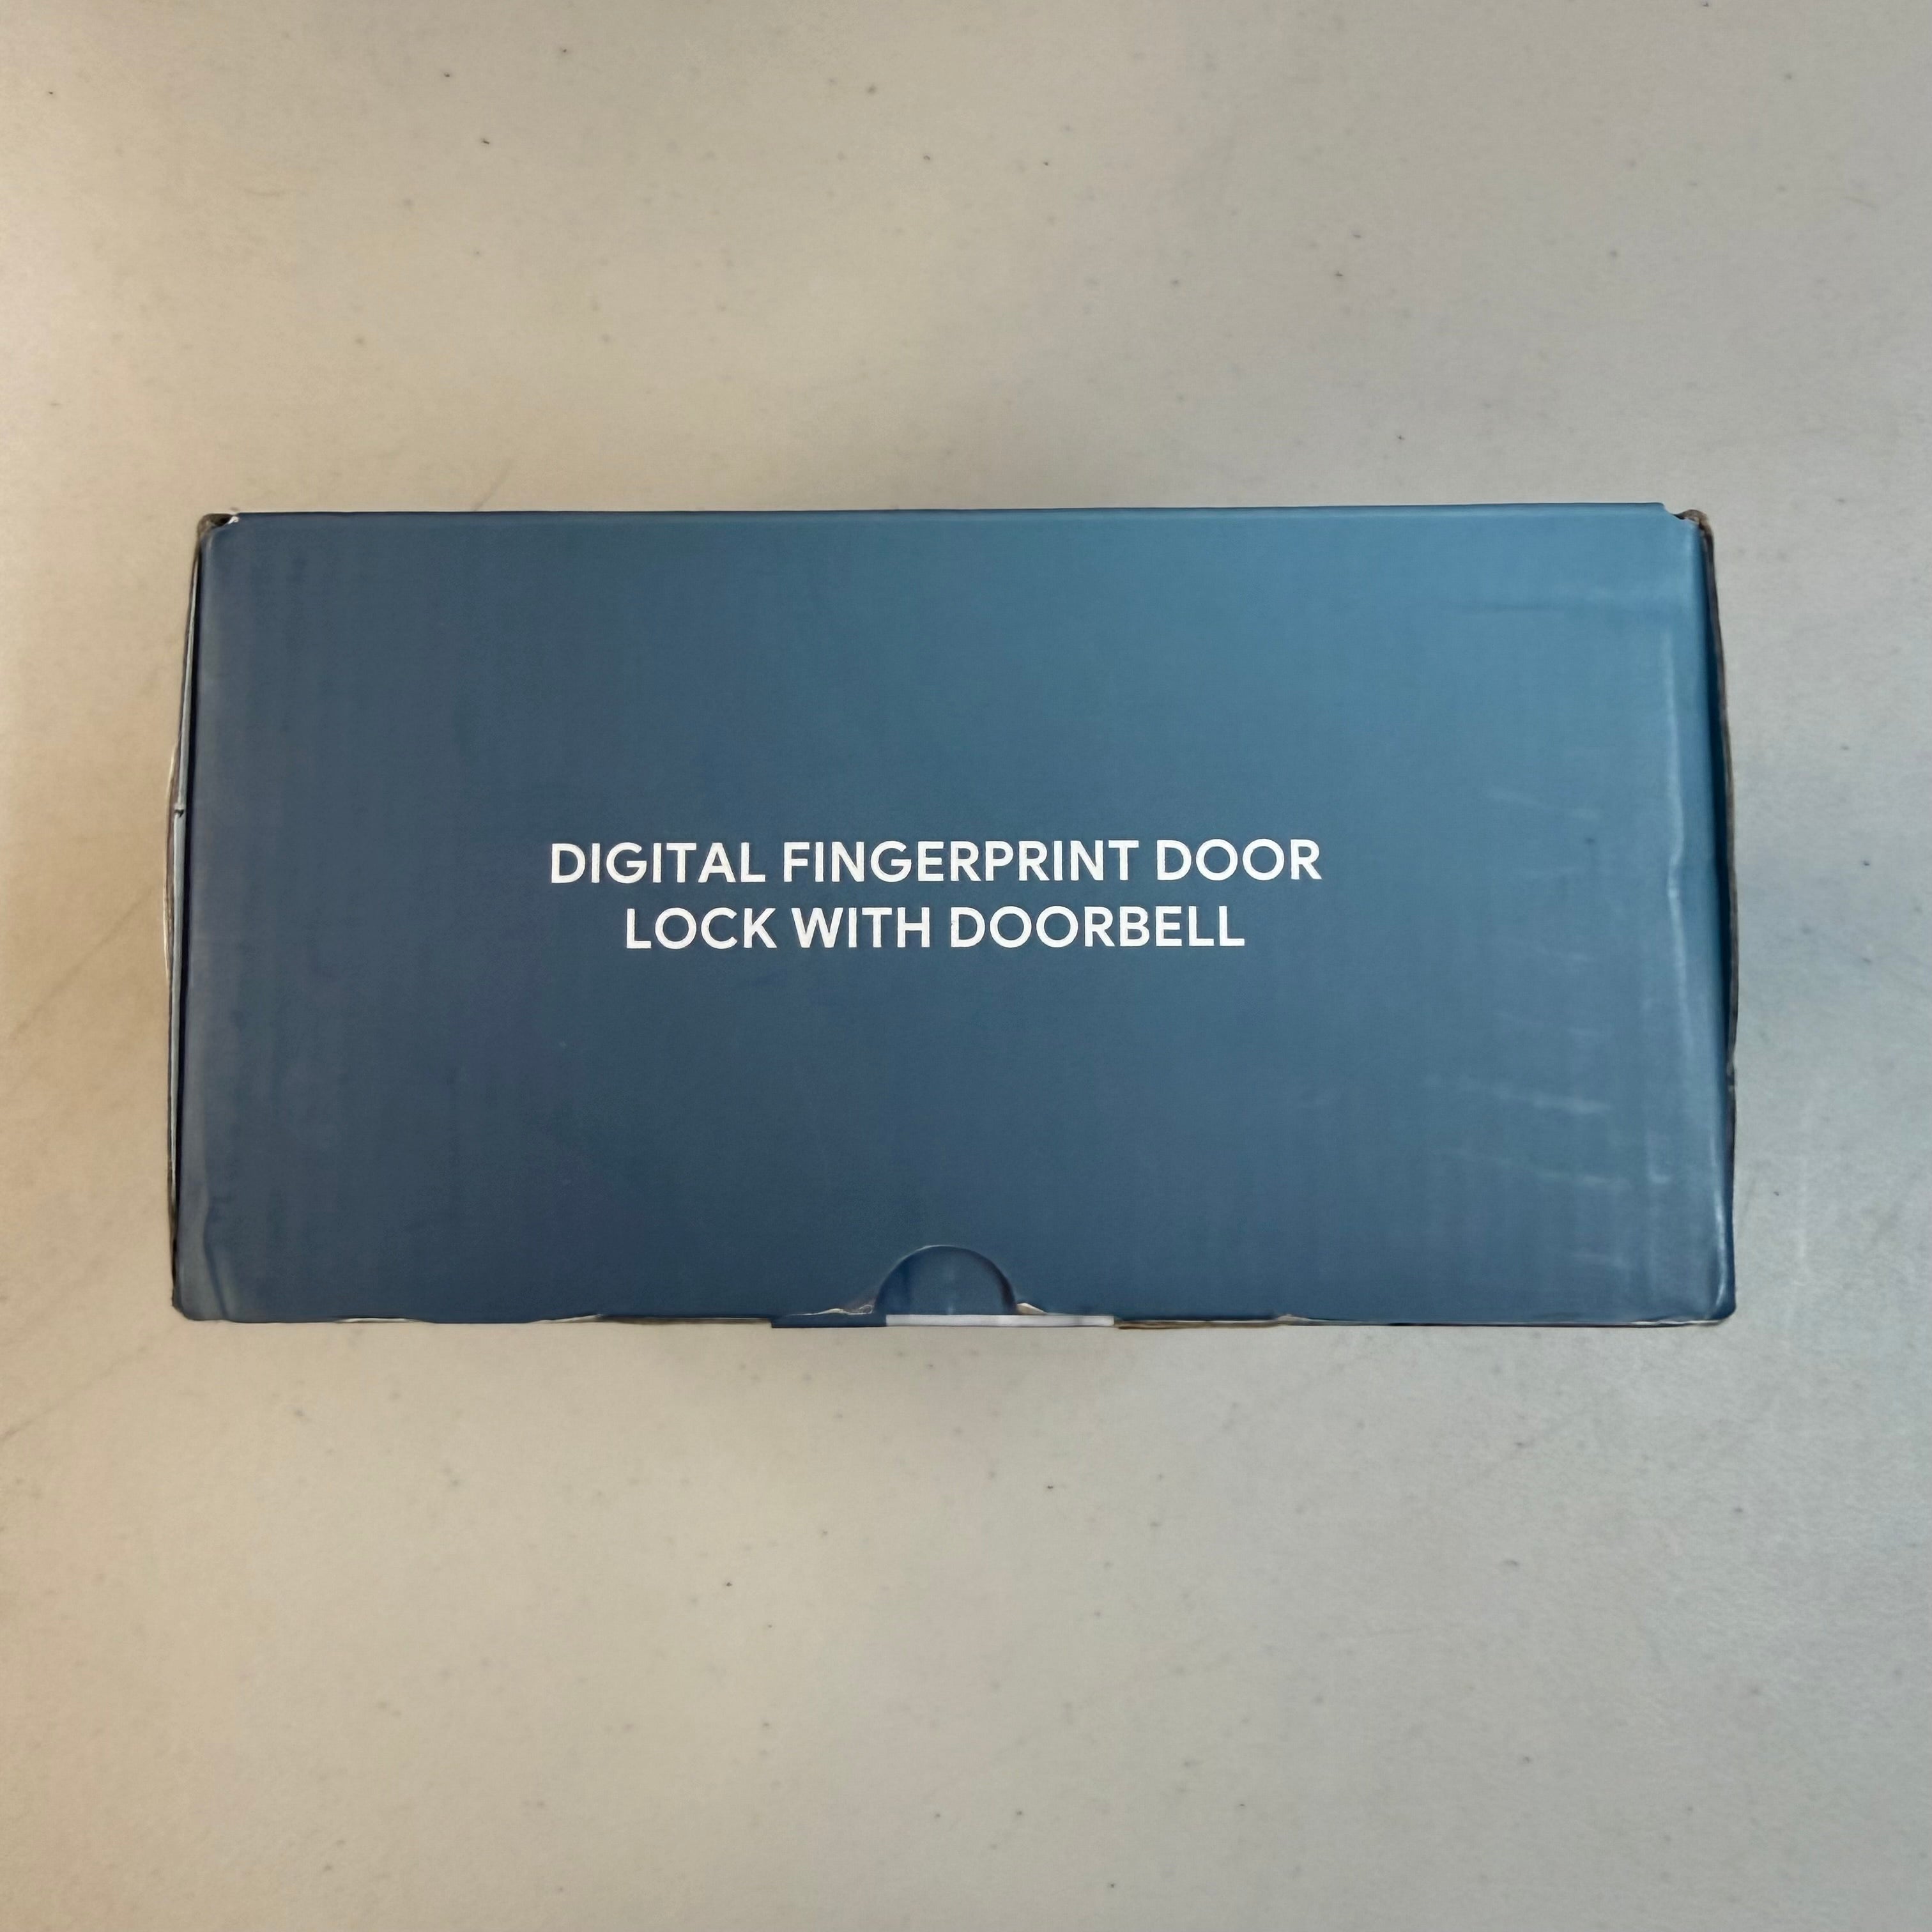 DIGITAL FINGERPRINT DOOR
LOCK WITH DOORBELL